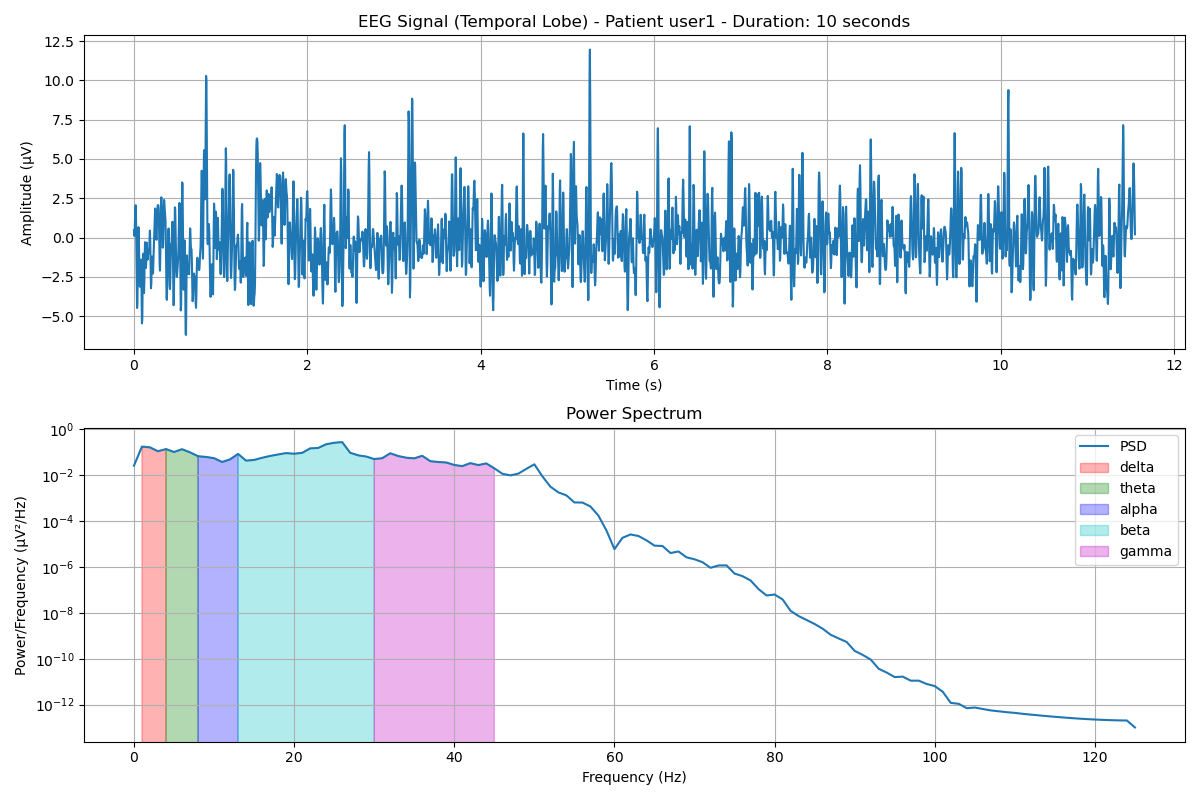 EEG Signal (Temporal Lobe) - Patient user1 - Duration: 10 seconds
Amplitude (µV)
12.5
10.0
7.5
5.0
2.5
0.0
−2.5
−5.0
0 2 4 6 8 10 12
Time (s)
Power Spectrum
Power/Frequency (µV²/Hz)
10⁰
10⁻²
10⁻⁴
10⁻⁶
10⁻⁸
10⁻¹⁰
10⁻¹²
PSD
delta
theta
alpha
beta
gamma
0 20 40 60 80 100 120
Frequency (Hz)